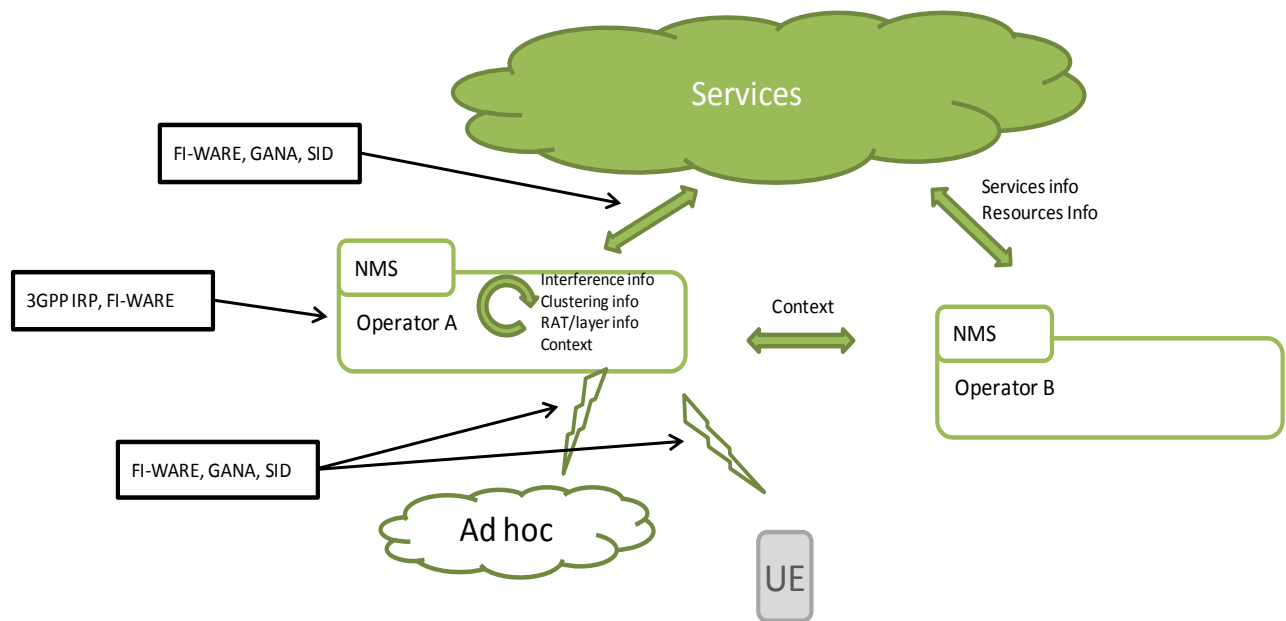 Services
FI-WARE, GANA, SID
Services info
Resources Info
NMS
Interference info
Clustering info
RAT/layer info
Context
Operator A
3GPP IRP, FI-WARE
Context
NMS
Operator B
FI-WARE, GANA, SID
Ad hoc
UE